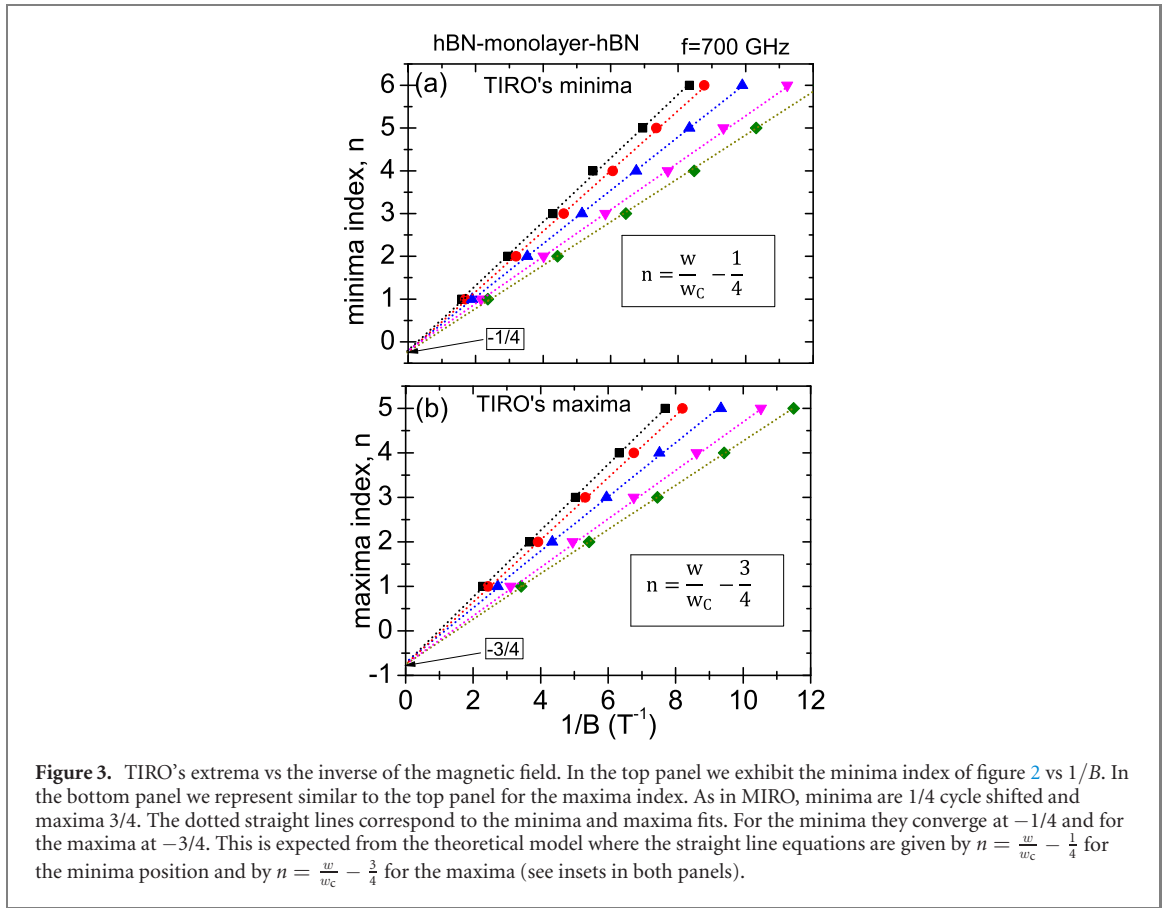 hBN-monolayer-hBN f=700 GHz
(a) TIRO's minima
6
5
4
3
2
1
0
minima index, n
n = w/w_C − 1/4
-1/4
(b) TIRO's maxima
5
4
3
2
1
0
-1
maxima index, n
n = w/w_C − 3/4
-3/4
0 2 4 6 8 10 12
1/B (T⁻¹)
Figure 3. TIRO's extrema vs the inverse of the magnetic field. In the top panel we exhibit the minima index of figure 2 vs 1/B. In
the bottom panel we represent similar to the top panel for the maxima index. As in MIRO, minima are 1/4 cycle shifted and
maxima 3/4. The dotted straight lines correspond to the minima and maxima fits. For the minima they converge at −1/4 and for
the maxima at −3/4. This is expected from the theoretical model where the straight line equations are given by n = w/w_c − 1/4 for
the minima position and by n = w/w_c − 3/4 for the maxima (see insets in both panels).